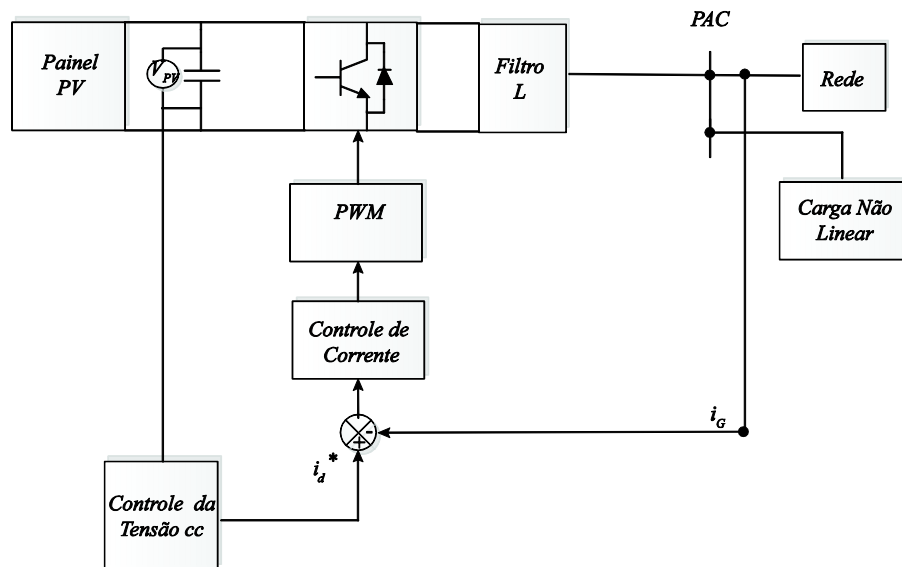 PAC
Painel
PV
V_PV
Filtro
L
Rede
PWM
Carga Não
Linear
Controle de
Corrente
-
+
i_G
i_d*
Controle da
Tensão cc